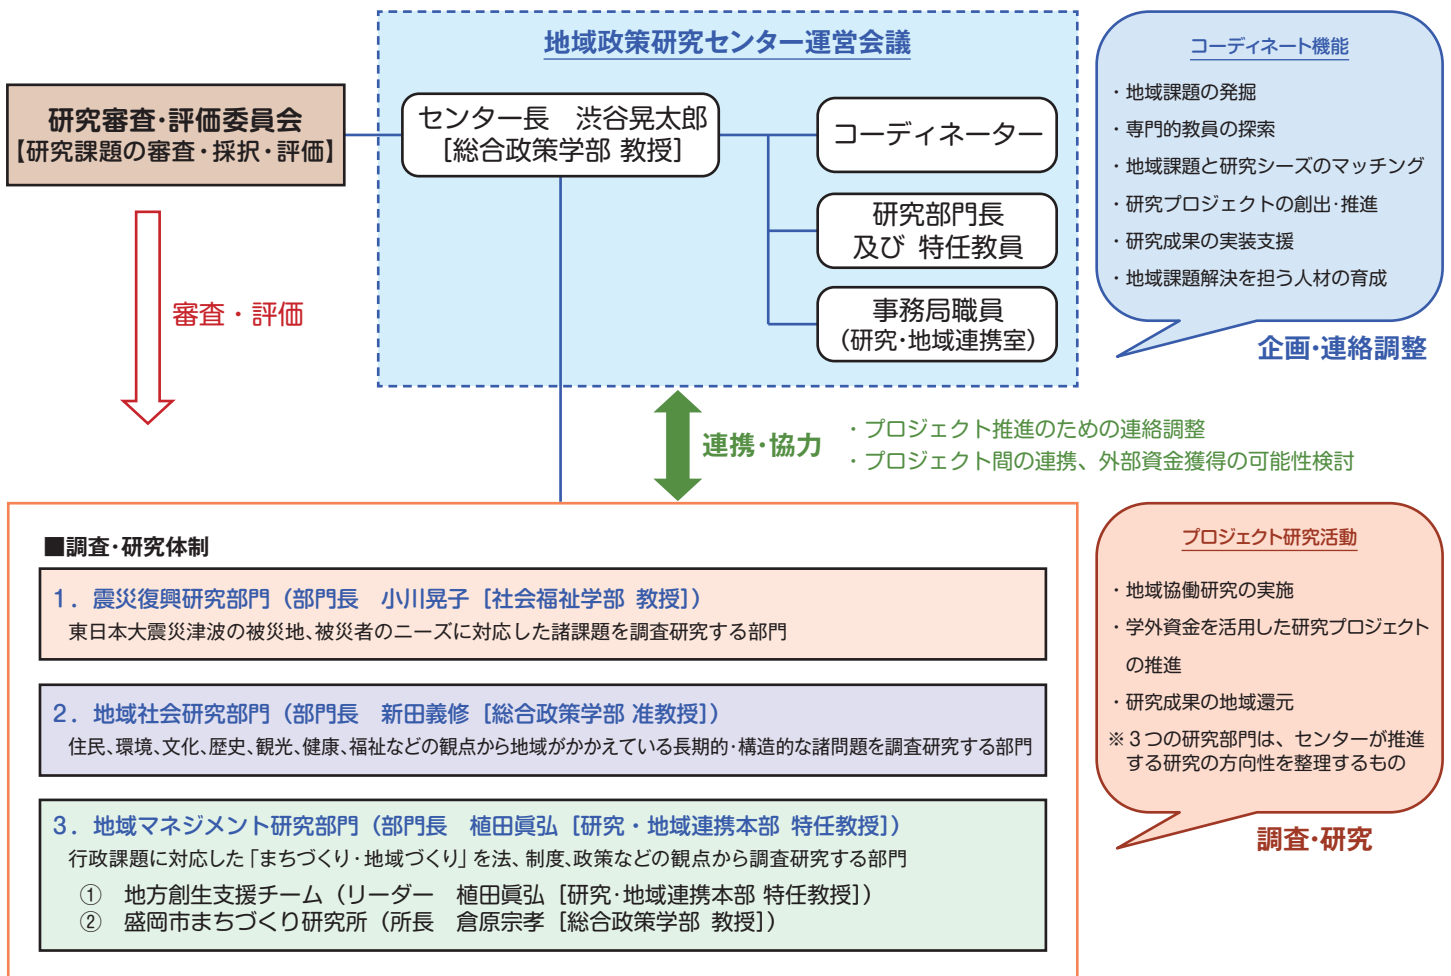 地域政策研究センター運営会議
研究審査・評価委員会
【研究課題の審査・採択・評価】
センター長　渋谷晃太郎
［総合政策学部 教授］
コーディネーター
研究部門長
及び 特任教員
事務局職員
（研究・地域連携室）
コーディネート機能
・地域課題の発掘
・専門的教員の探索
・地域課題と研究シーズのマッチング
・研究プロジェクトの創出・推進
・研究成果の実装支援
・地域課題解決を担う人材の育成
企画・連絡調整
審査・評価
連携・協力
・プロジェクト推進のための連絡調整
・プロジェクト間の連携、外部資金獲得の可能性検討
■調査・研究体制
1．震災復興研究部門（部門長　小川晃子［社会福祉学部 教授］）
東日本大震災津波の被災地、被災者のニーズに対応した諸課題を調査研究する部門
2．地域社会研究部門（部門長　新田義修［総合政策学部 准教授］）
住民、環境、文化、歴史、観光、健康、福祉などの観点から地域がかかえている長期的・構造的な諸問題を調査研究する部門
3．地域マネジメント研究部門（部門長　植田眞弘［研究・地域連携本部 特任教授］）
行政課題に対応した「まちづくり・地域づくり」を法、制度、政策などの観点から調査研究する部門
①　地方創生支援チーム（リーダー　植田眞弘［研究・地域連携本部 特任教授］）
②　盛岡市まちづくり研究所（所長　倉原宗孝［総合政策学部 教授］）
プロジェクト研究活動
・地域協働研究の実施
・学外資金を活用した研究プロジェクト
の推進
・研究成果の地域還元
※３つの研究部門は、センターが推進
する研究の方向性を整理するもの
調査・研究